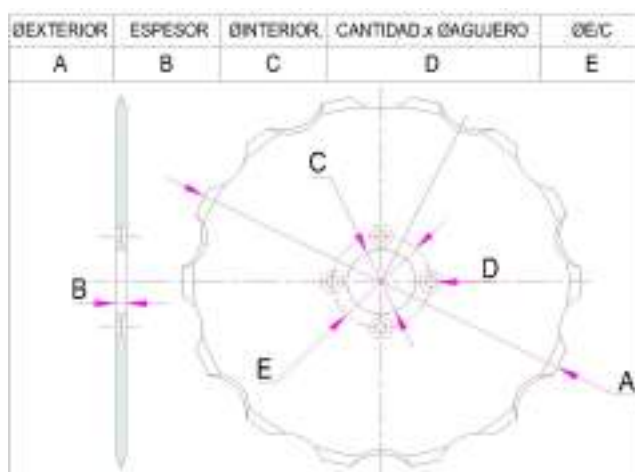 ØEXTERIOR ESPESOR ØINTERIOR. CANTIDAD x ØAGUJERO ØE/C
A B C D E
C
B
D
E
A